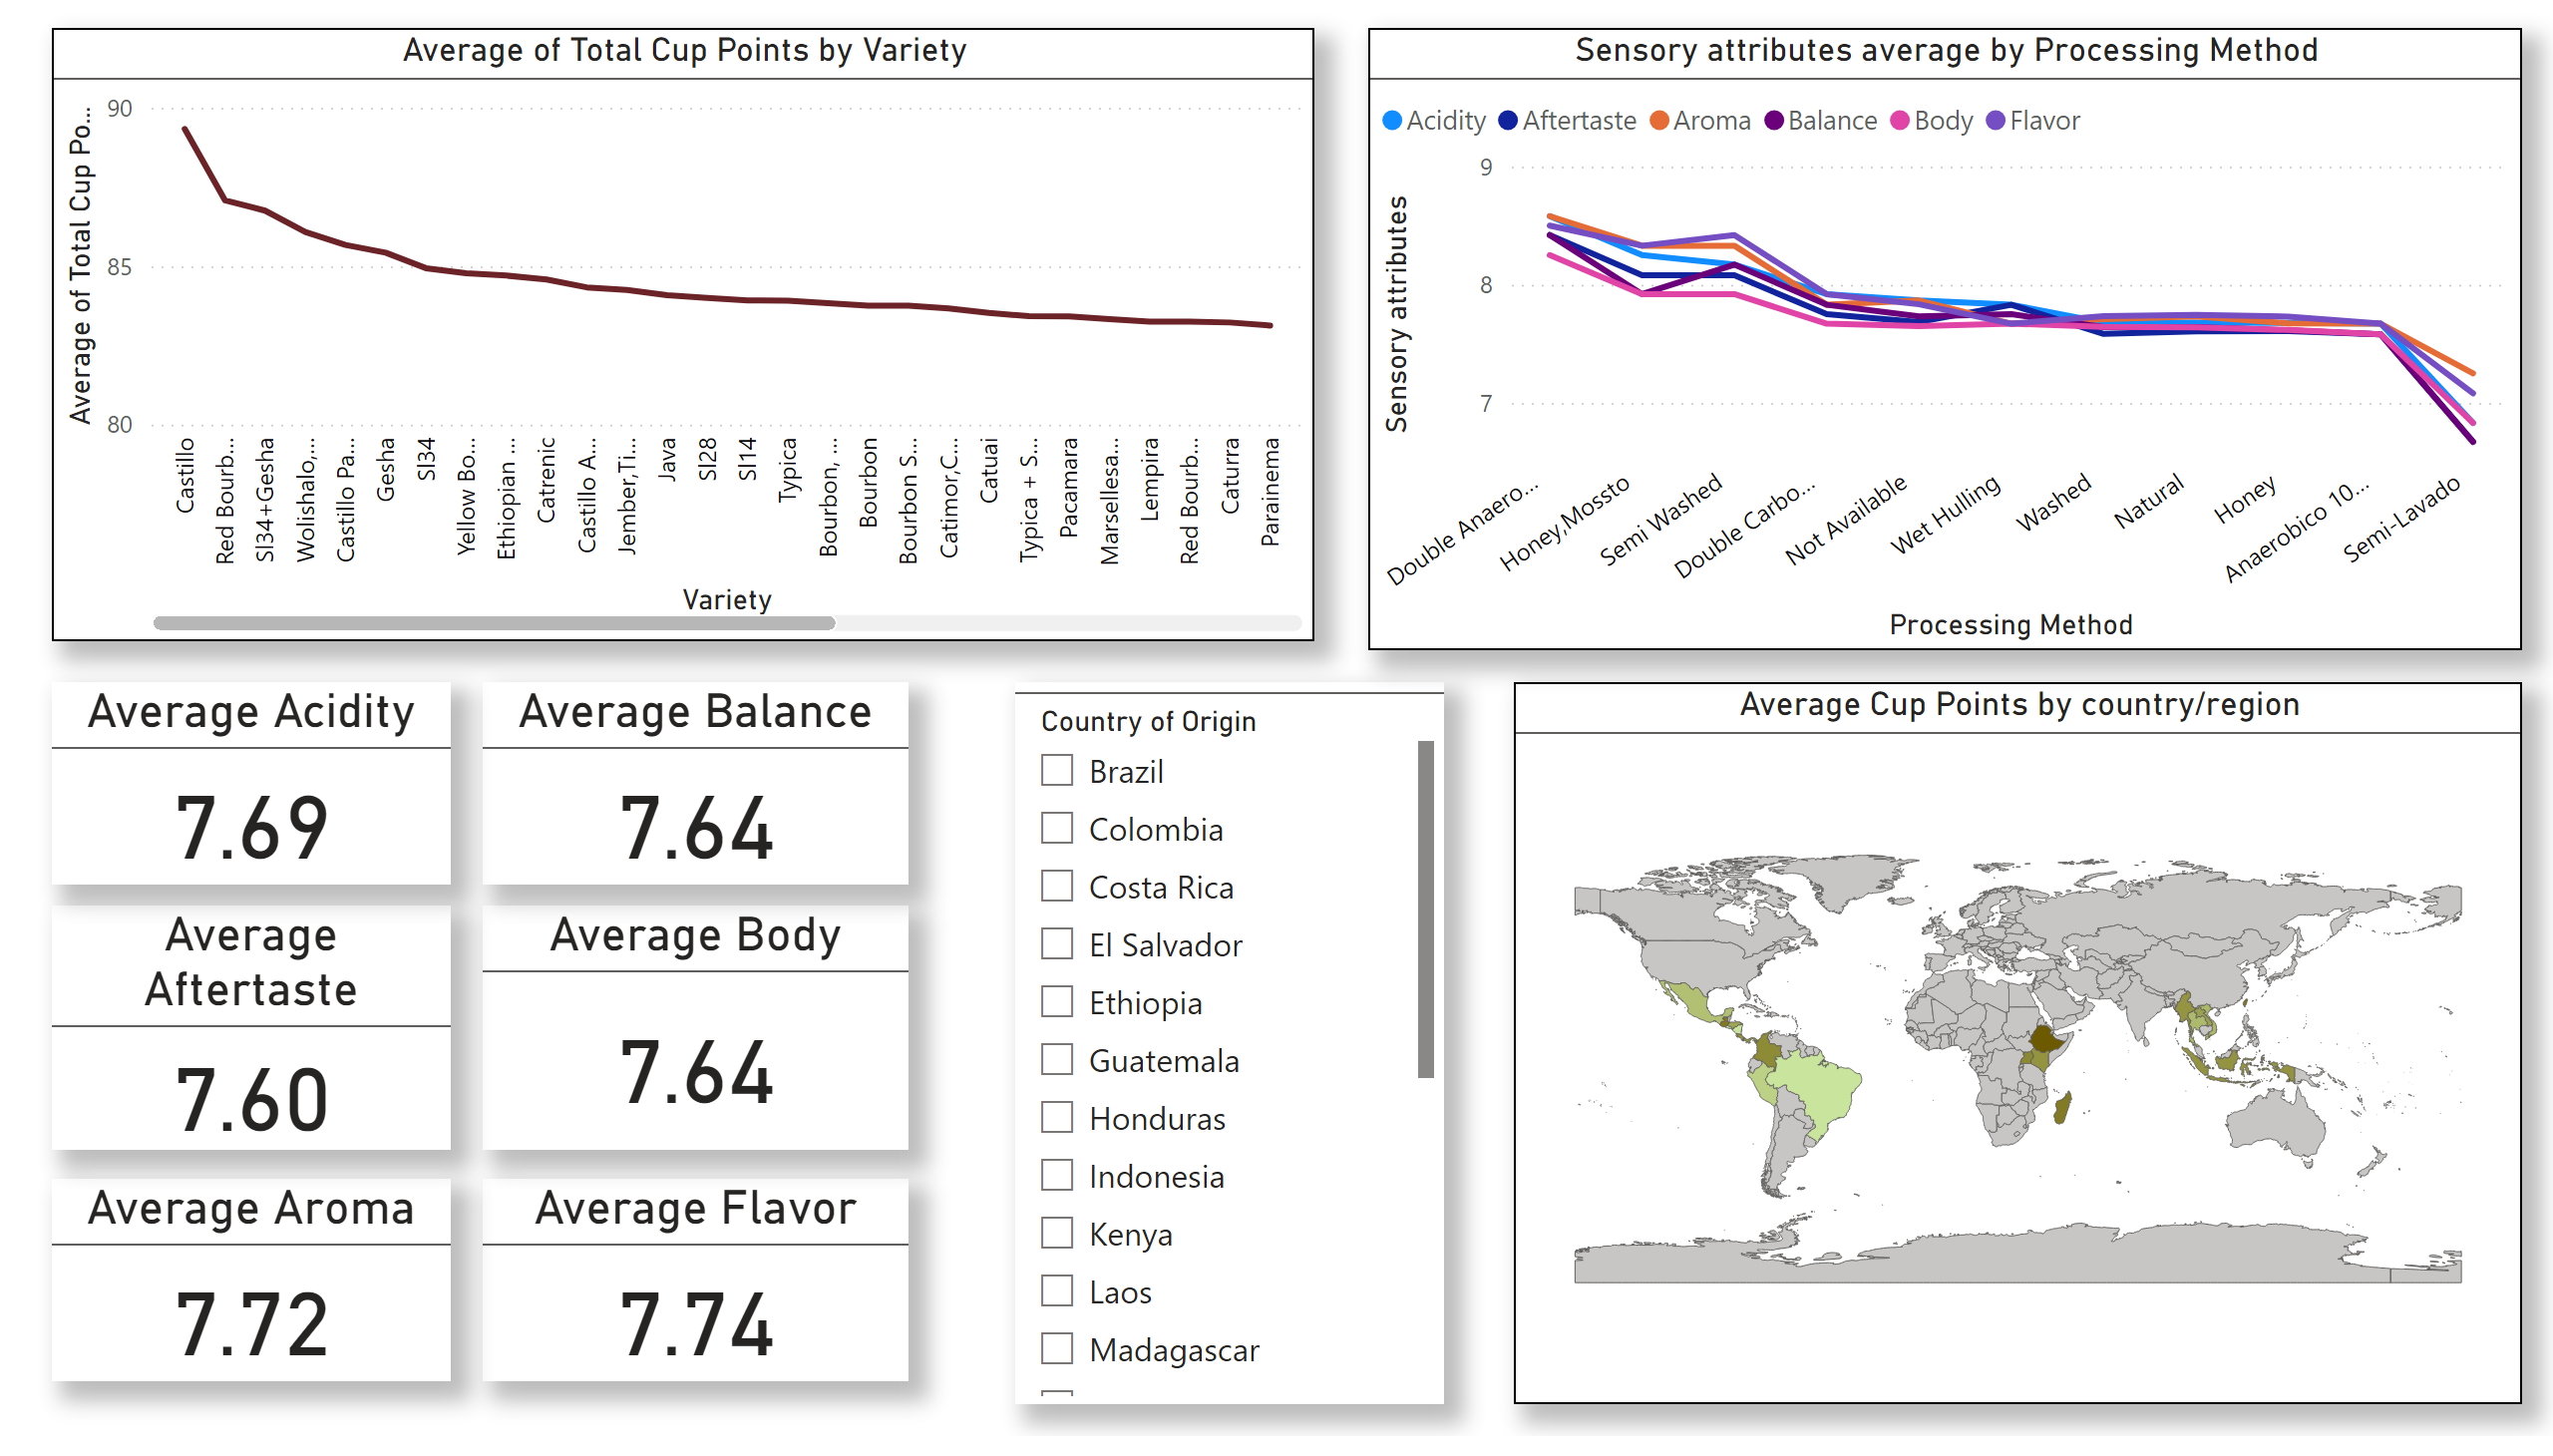 Average of Total Cup Points by Variety
Average of Total Cup Po...
90
85
80
Castillo
Red Bourb...
Sl34+Gesha
Wolishalo,...
Castillo Pa...
Gesha
Sl34
Yellow Bo...
Ethiopian ...
Catrenic
Castillo A...
Jember,Ti...
Java
Sl28
Sl14
Typica
Bourbon, ...
Bourbon
Bourbon S...
Catimor,C...
Catuai
Typica + S...
Pacamara
Marsellesa...
Lempira
Red Bourb...
Caturra
Parainema
Variety
Sensory attributes average by Processing Method
Acidity Aftertaste Aroma Balance Body Flavor
Sensory attributes
9
8
7
Double Anaero...
Honey,Mossto
Semi Washed
Double Carbo...
Not Available
Wet Hulling
Washed
Natural
Honey
Anaerobico 10...
Semi-Lavado
Processing Method
Average Acidity
7.69
Average Balance
7.64
Average
Aftertaste
7.60
Average Body
7.64
Average Aroma
7.72
Average Flavor
7.74
Country of Origin
Brazil
Colombia
Costa Rica
El Salvador
Ethiopia
Guatemala
Honduras
Indonesia
Kenya
Laos
Madagascar
Average Cup Points by country/region